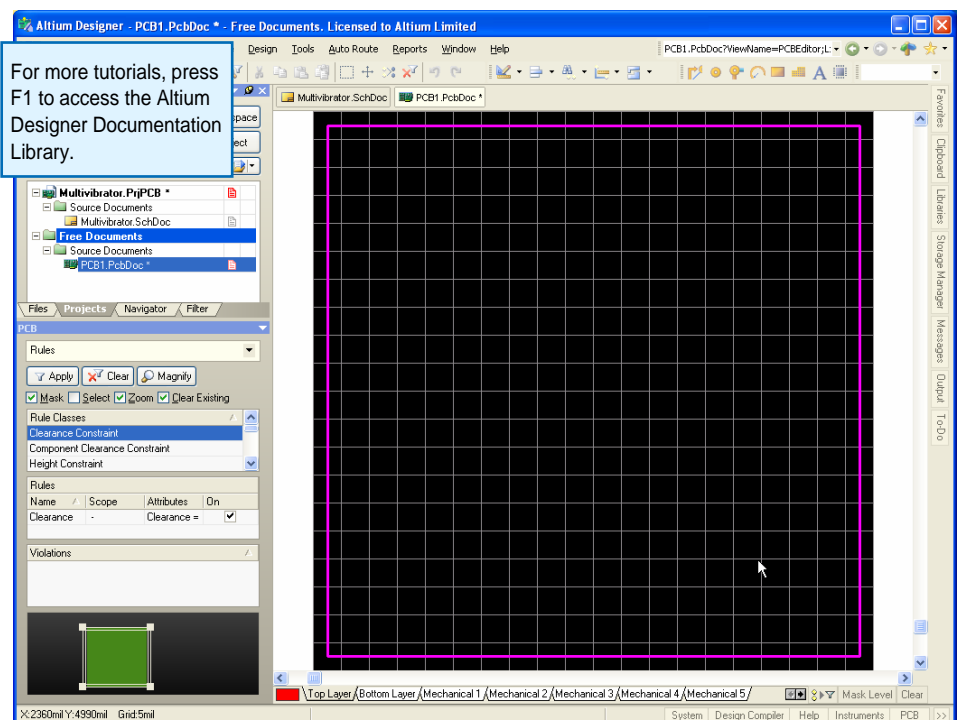 Altium Designer - PCB1.PcbDoc * - Free Documents. Licensed to Altium Limited
Design Tools Auto Route Reports Window Help
PCB1.PcbDoc?ViewName=PCBEditor;L:
For more tutorials, press
F1 to access the Altium
Designer Documentation
Library.
Multivibrator.SchDoc PCB1.PcbDoc *
Multivibrator.PrjPCB *
Source Documents
Multivibrator.SchDoc
Free Documents
Source Documents
PCB1.PcbDoc *
Files Projects Navigator Filter
PCB
Rules
Apply Clear Magnify
Mask Select Zoom Clear Existing
Rule Classes
Clearance Constraint
Component Clearance Constraint
Height Constraint
Rules
Name Scope Attributes On
Clearance - Clearance =
Violations
Favorites
Clipboard
Libraries
Storage Manager
Messages
Output
To-Do
Top Layer Bottom Layer Mechanical 1 Mechanical 2 Mechanical 3 Mechanical 4 Mechanical 5 Mask Level Clear
X:2360mil Y:4990mil Grid:5mil
System Design Compiler Help Instruments PCB >>